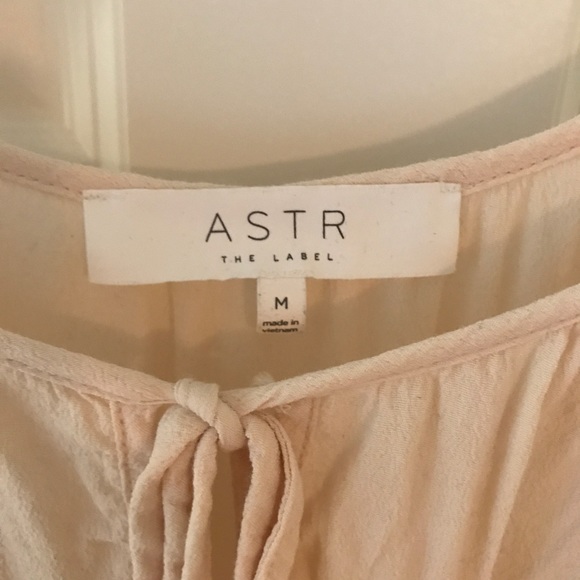 ASTR
THE LABEL
M
made in
vietnam